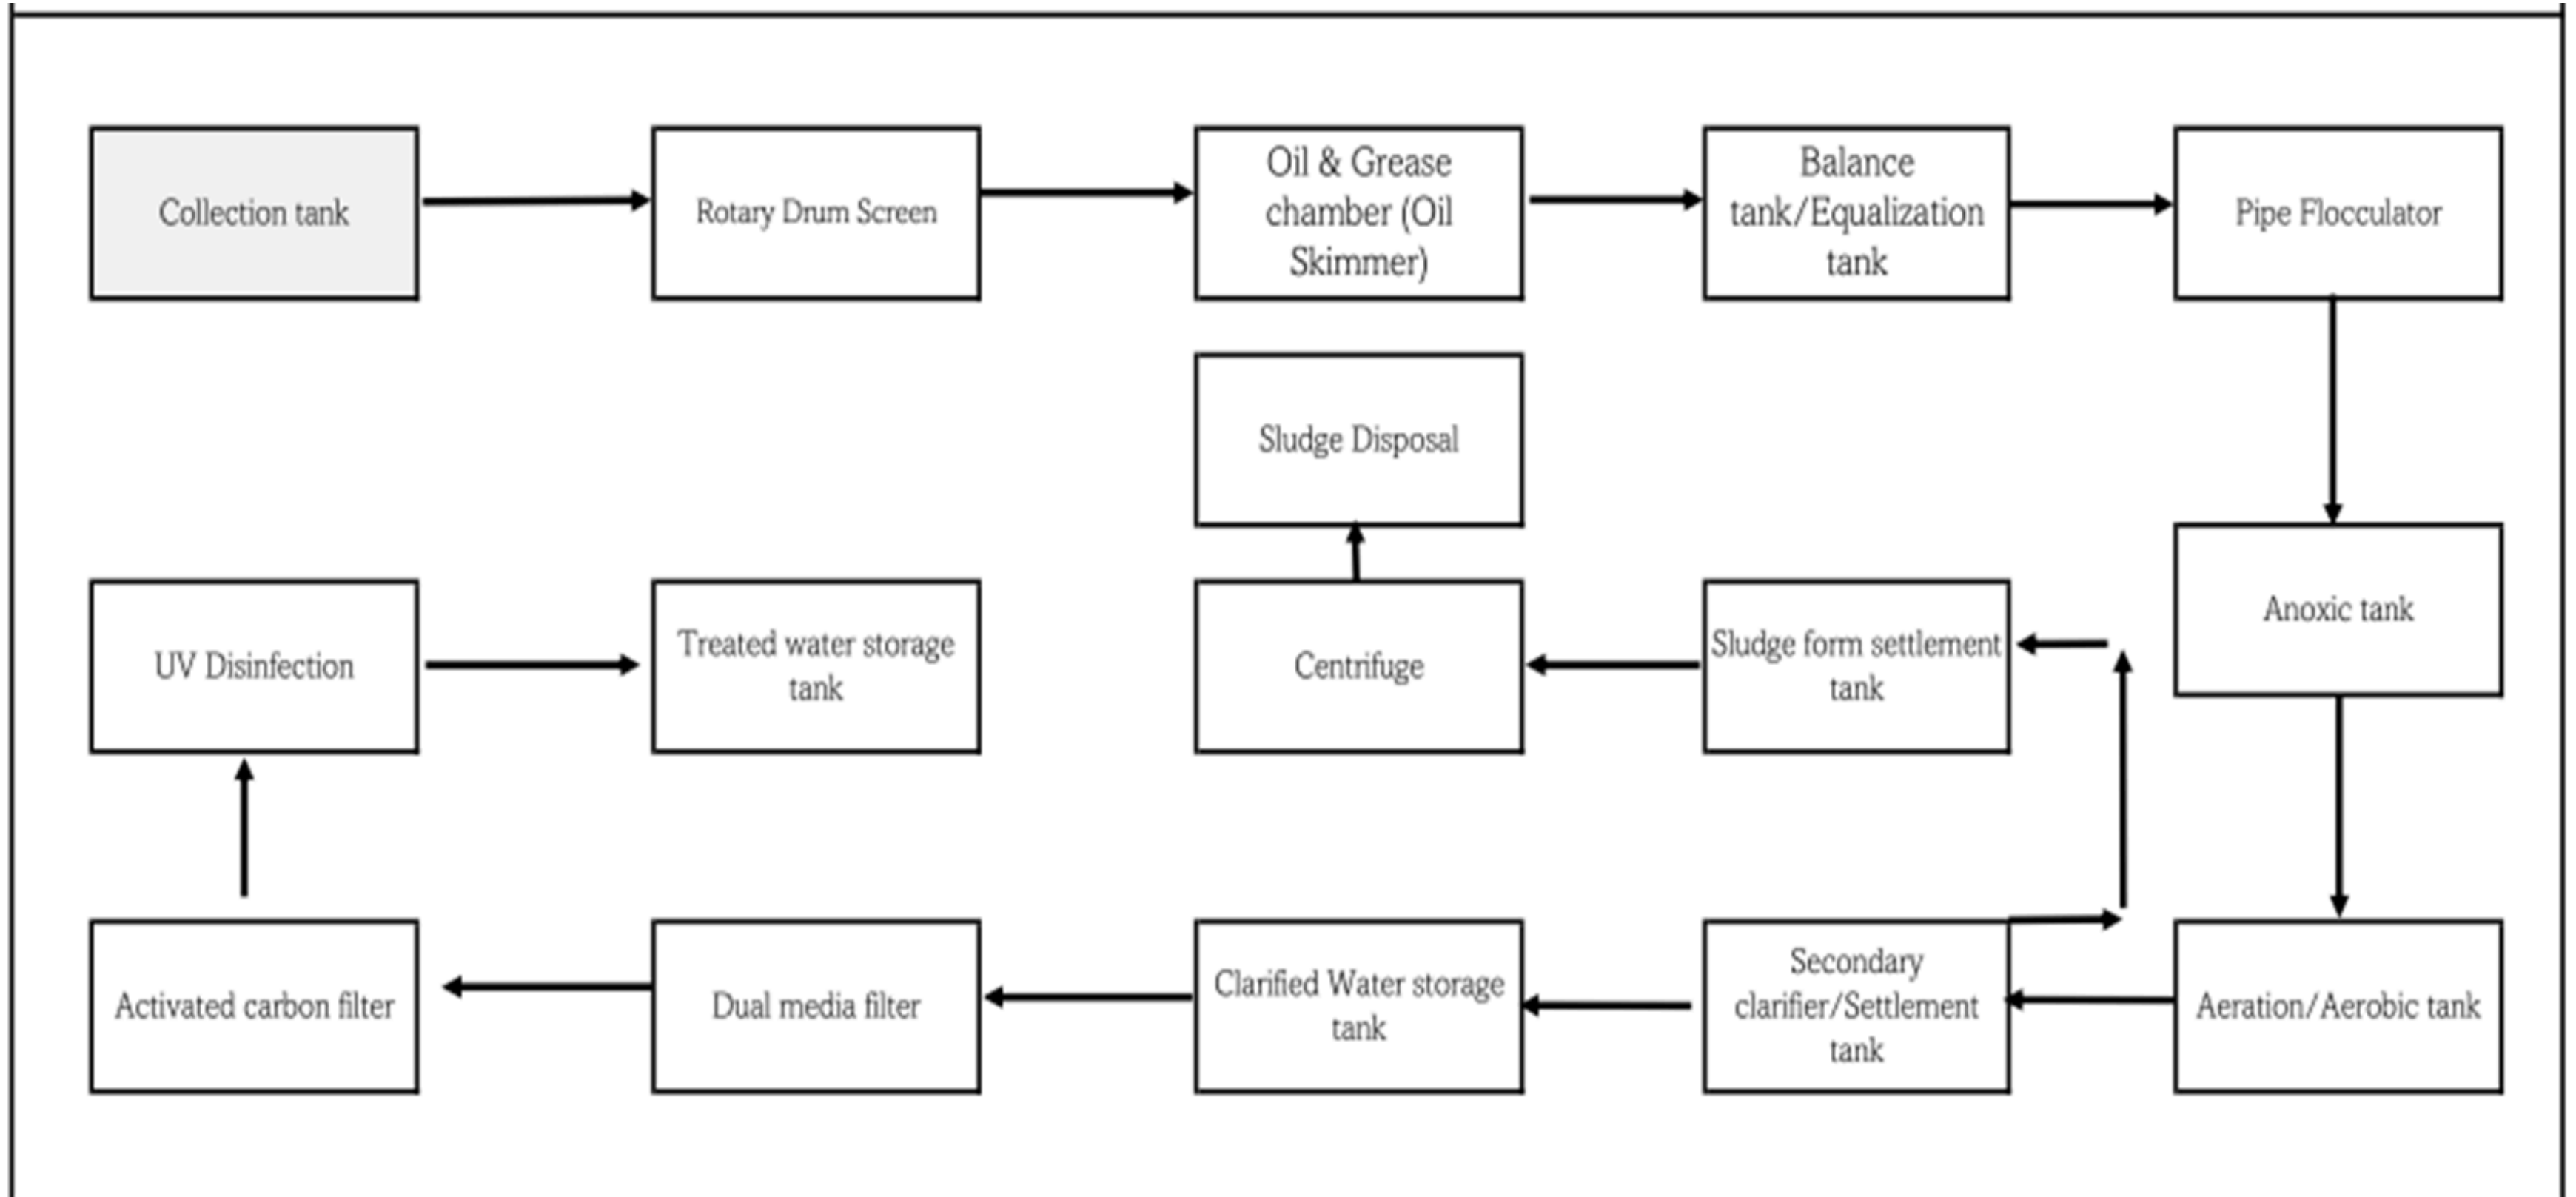 Collection tank
Rotary Drum Screen
Oil & Grease
chamber (Oil
Skimmer)
Balance
tank/Equalization
tank
Pipe Flocculator
Sludge Disposal
Anoxic tank
UV Disinfection
Treated water storage
tank
Centrifuge
Sludge form settlement
tank
Activated carbon filter
Dual media filter
Clarified Water storage
tank
Secondary
clarifier/Settlement
tank
Aeration/Aerobic tank